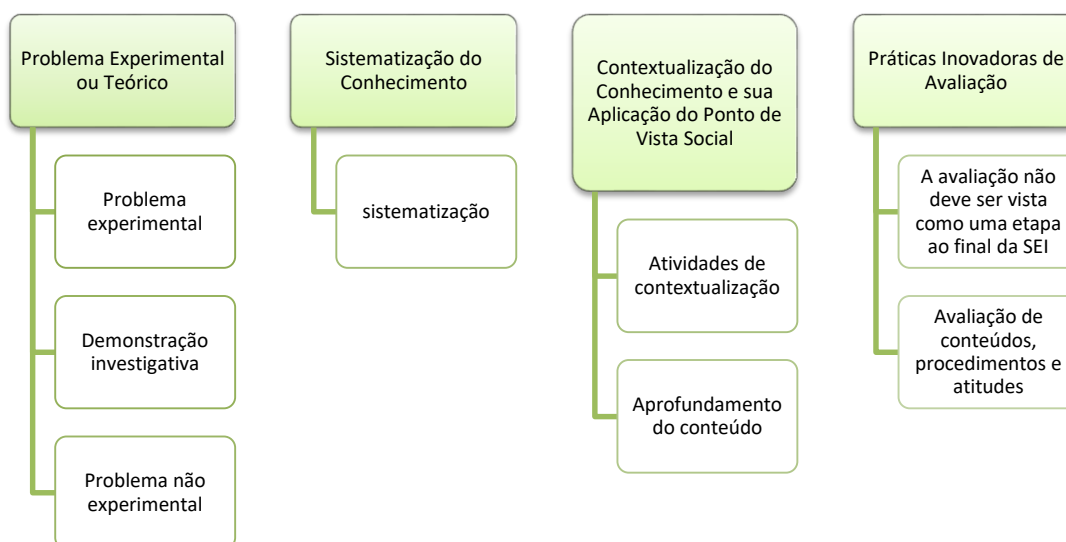 Problema Experimental
ou Teórico
Problema
experimental
Demonstração
investigativa
Problema não
experimental
Sistematização do
Conhecimento
sistematização
Contextualização do
Conhecimento e sua
Aplicação do Ponto de
Vista Social
Atividades de
contextualização
Aprofundamento
do conteúdo
Práticas Inovadoras de
Avaliação
A avaliação não
deve ser vista
como uma etapa
ao final da SEI
Avaliação de
conteúdos,
procedimentos e
atitudes